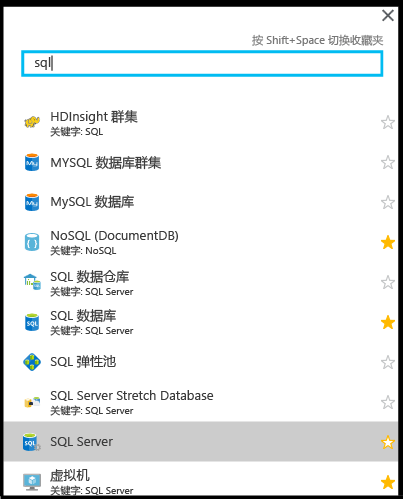 按 Shift+Space 切换收藏夹
sql
HDInsight 群集
关键字: SQL
MYSQL 数据库群集
MySQL 数据库
NoSQL (DocumentDB)
关键字: NoSQL
SQL 数据仓库
关键字: SQL Server
SQL 数据库
关键字: SQL Server
SQL 弹性池
SQL Server Stretch Database
关键字: SQL Server
SQL Server
虚拟机
关键字: SQL Server